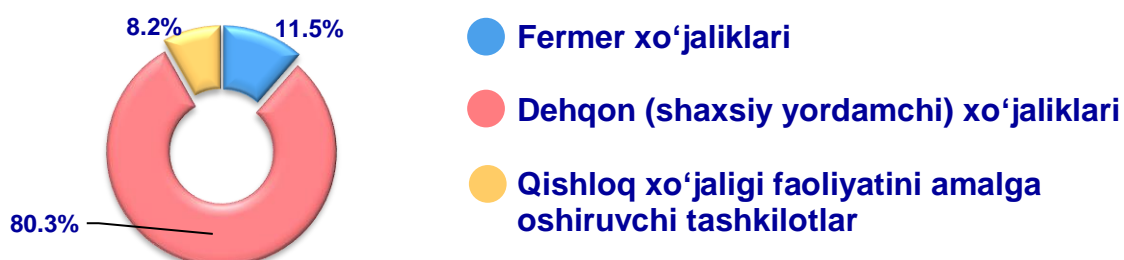 8.2%
11.5%
80.3%
Fermer xo‘jaliklari
Dehqon (shaxsiy yordamchi) xo‘jaliklari
Qishloq xo‘jaligi faoliyatini amalga
oshiruvchi tashkilotlar